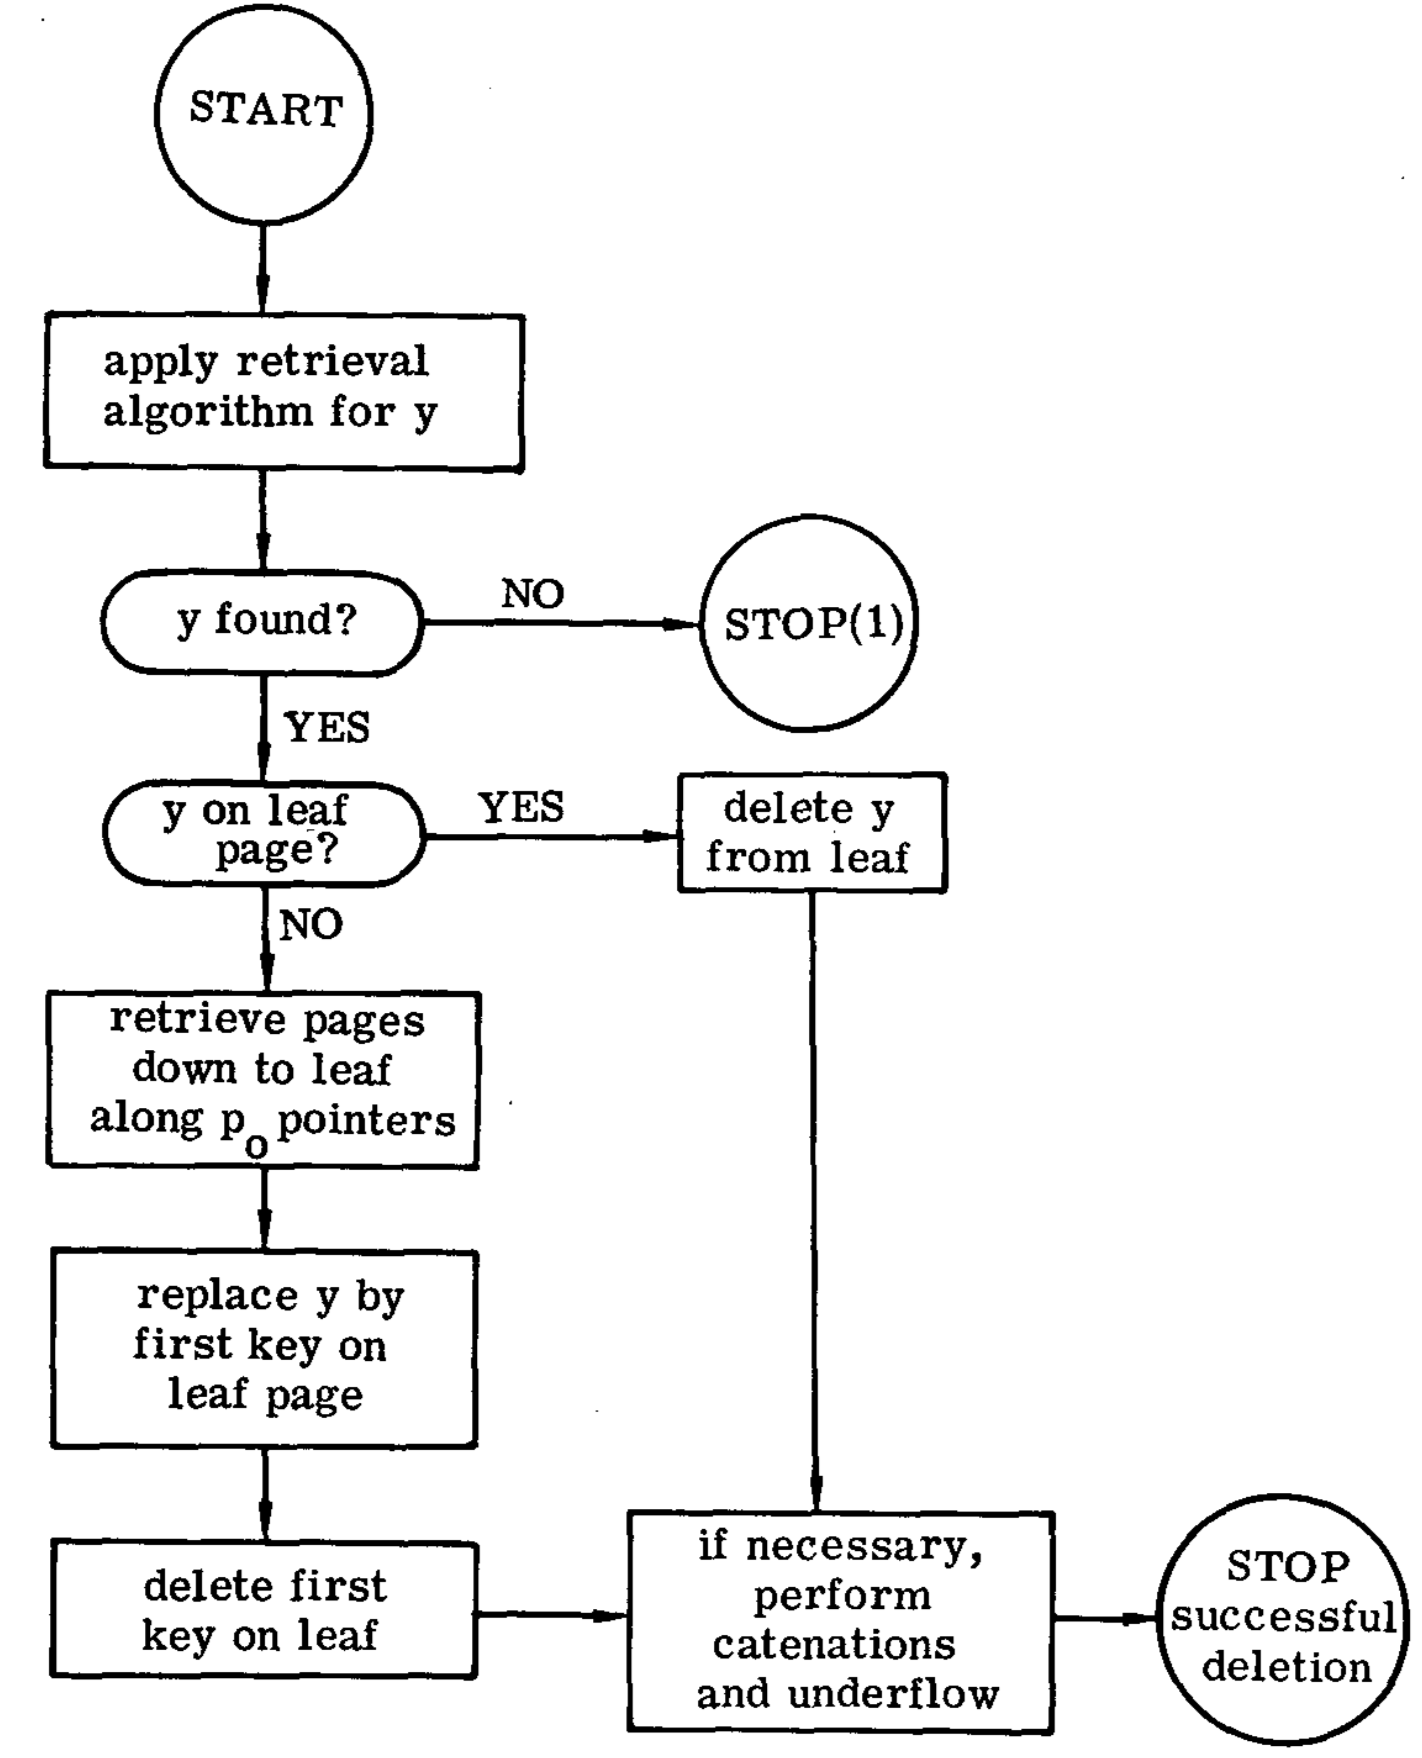 START
apply retrieval
algorithm for y
y found?
NO
STOP(1)
YES
y on leaf
page?
YES
delete y
from leaf
NO
retrieve pages
down to leaf
along p₀ pointers
replace y by
first key on
leaf page
delete first
key on leaf
if necessary,
perform
catenations
and underflow
STOP
successful
deletion